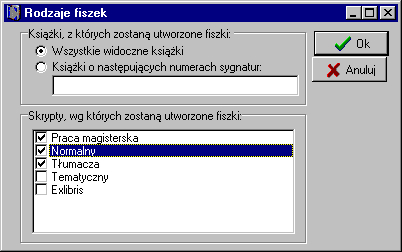 Rodzaje fiszek
Książki, z których zostaną utworzone fiszki:
Wszystkie widoczne książki
Książki o następujących numerach sygnatur:
Ok
Anuluj
Skrypty, wg których zostaną utworzone fiszki:
Praca magisterska
Normalny
Tłumacza
Tematyczny
Exlibris